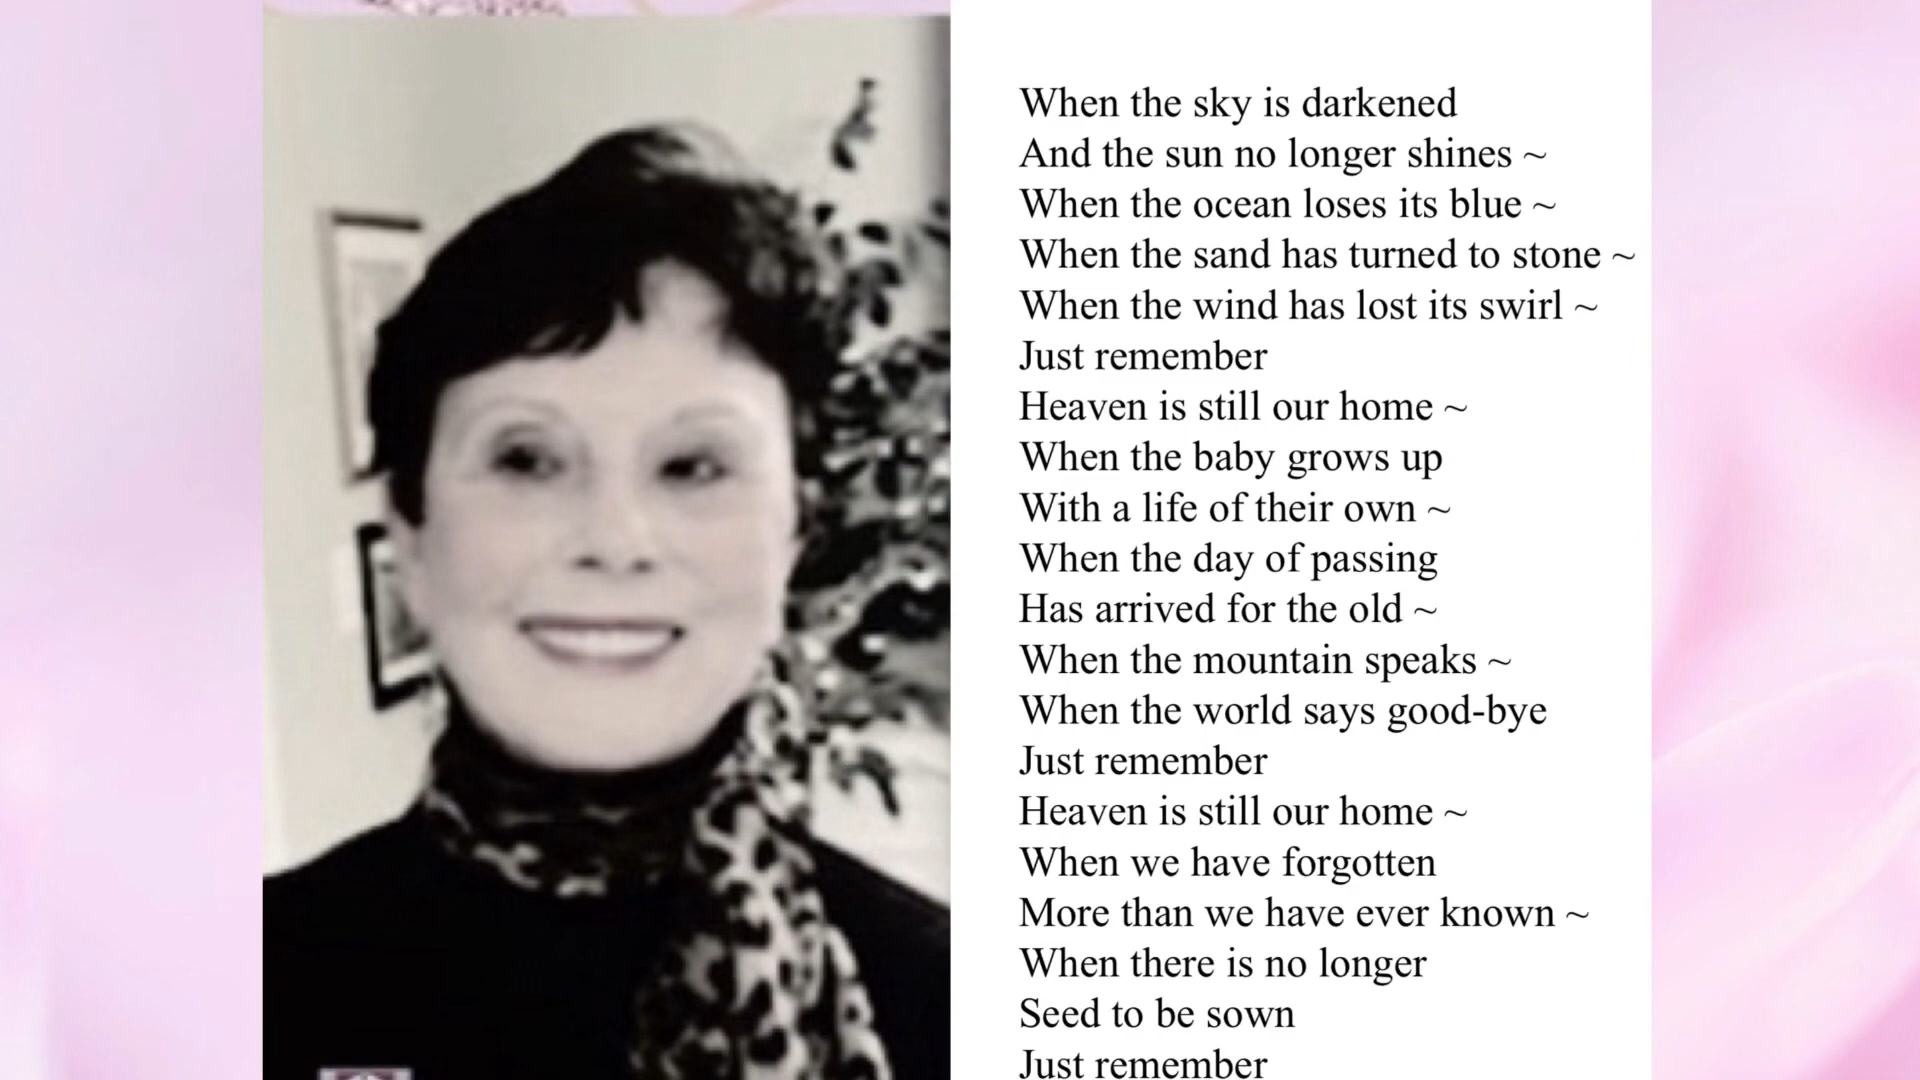 When the sky is darkened
And the sun no longer shines ~
When the ocean loses its blue ~
When the sand has turned to stone ~
When the wind has lost its swirl ~
Just remember
Heaven is still our home ~
When the baby grows up
With a life of their own ~
When the day of passing
Has arrived for the old ~
When the mountain speaks ~
When the world says good-bye
Just remember
Heaven is still our home ~
When we have forgotten
More than we have ever known ~
When there is no longer
Seed to be sown
Just remember